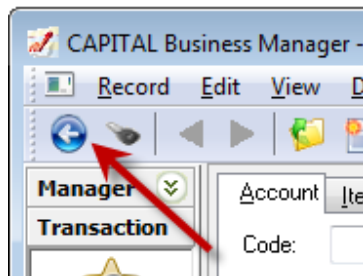 CAPITAL Business Manager -
Record Edit View D
Manager
Account Ite
Transaction
Code: